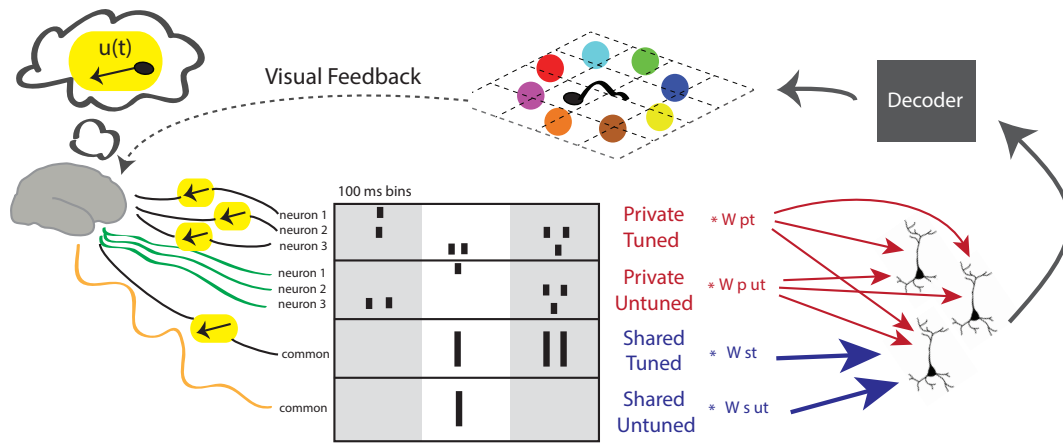 u(t)
Visual Feedback
Decoder
100 ms bins
neuron 1
neuron 2
neuron 3
neuron 1
neuron 2
neuron 3
common
common
Private
Tuned
* W pt
Private
Untuned
* W p ut
Shared
Tuned
* W st
Shared
Untuned
* W s ut